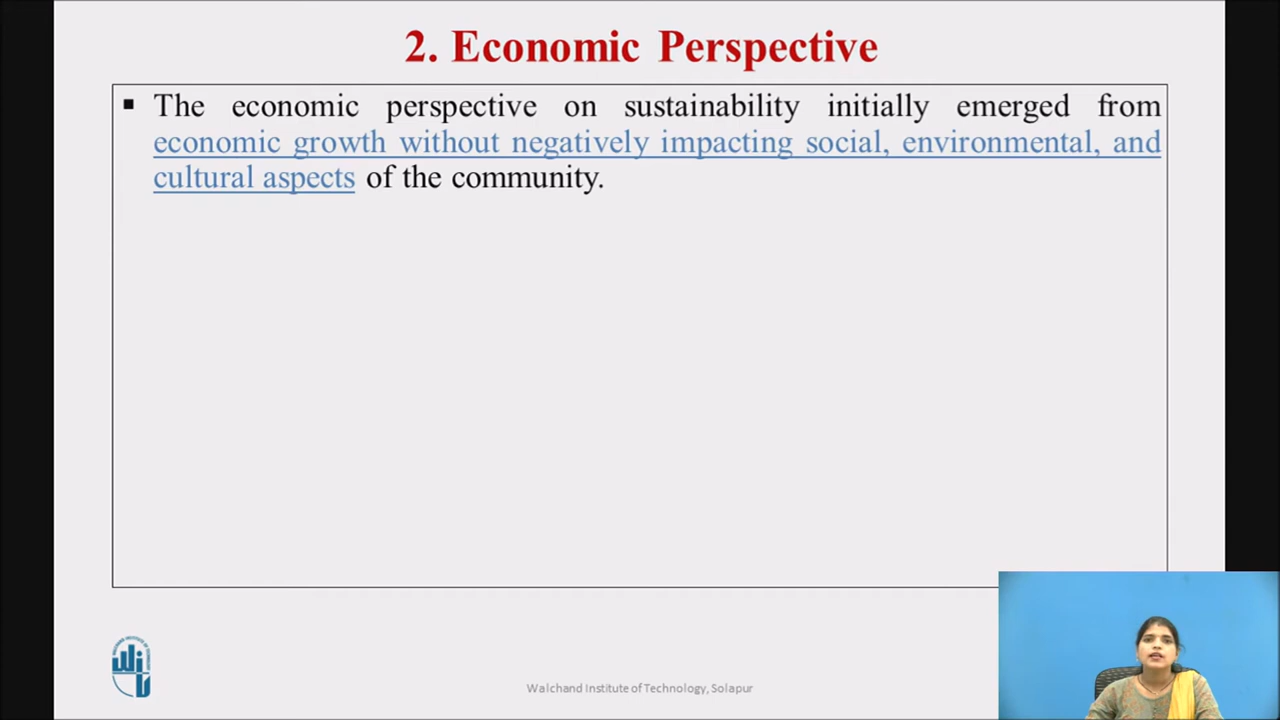 2. Economic Perspective
▪ The economic perspective on sustainability initially emerged from
economic growth without negatively impacting social, environmental, and
cultural aspects of the community.
Walchand Institute of Technology, Solapur